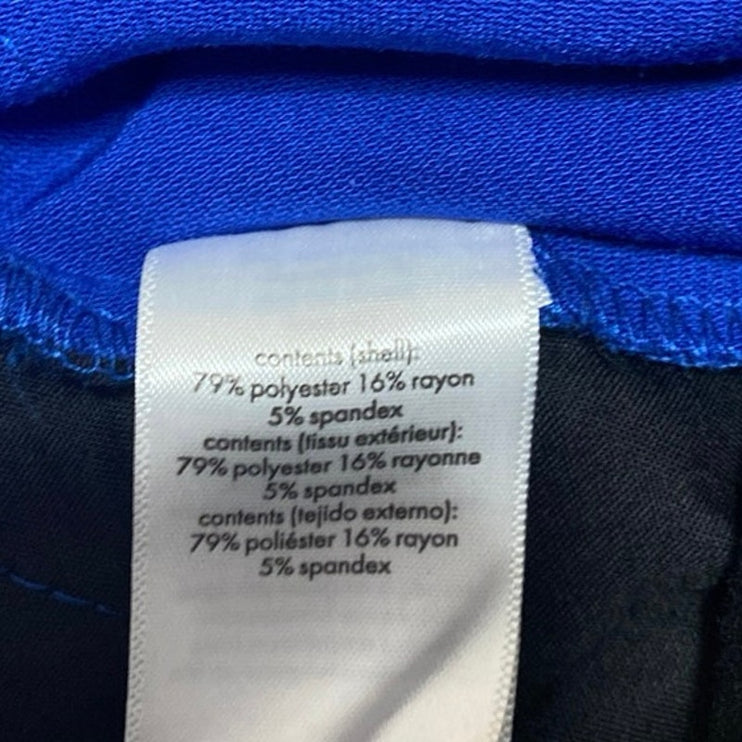 contents (shell):
79% polyester 16% rayon
5% spandex
contents (tissu extérieur):
79% polyester 16% rayonne
5% spandex
contents (tejido externo):
79% poliéster 16% rayon
5% spandex